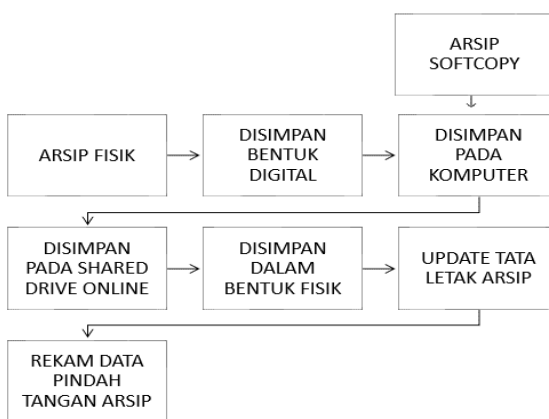 ARSIP
SOFTCOPY
ARSIP FISIK
DISIMPAN
BENTUK
DIGITAL
DISIMPAN
PADA
KOMPUTER
DISIMPAN
PADA SHARED
DRIVE ONLINE
DISIMPAN
DALAM
BENTUK FISIK
UPDATE TATA
LETAK ARSIP
REKAM DATA
PINDAH
TANGAN ARSIP